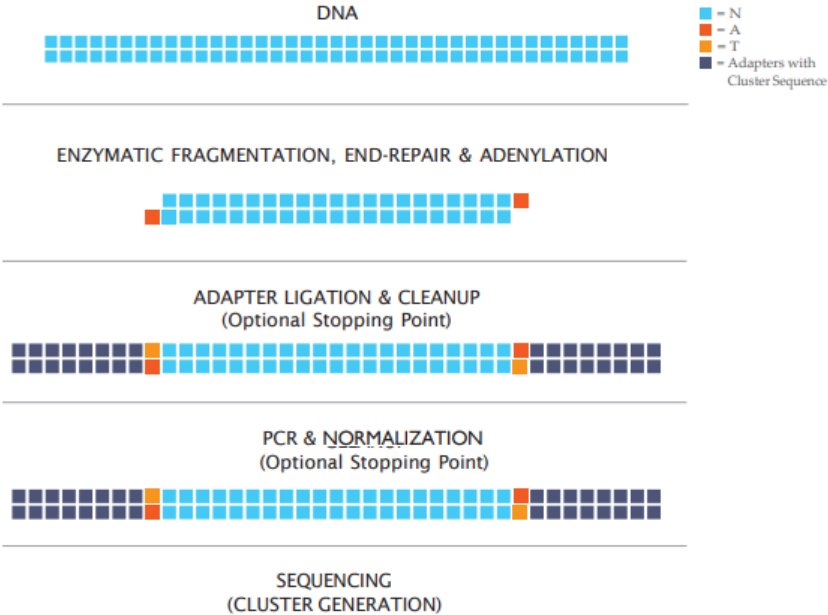 DNA
= N
= A
= T
= Adapters with
Cluster Sequence
ENZYMATIC FRAGMENTATION, END-REPAIR & ADENYLATION
ADAPTER LIGATION & CLEANUP
(Optional Stopping Point)
PCR & NORMALIZATION
(Optional Stopping Point)
SEQUENCING
(CLUSTER GENERATION)